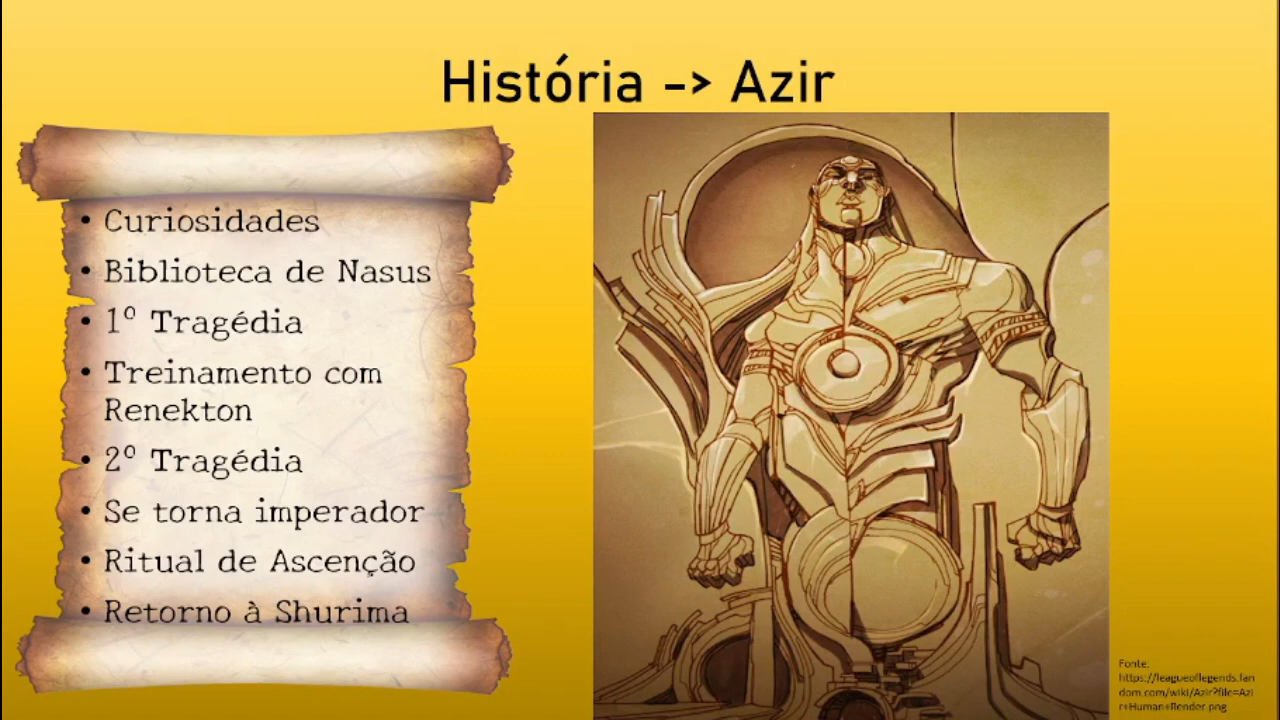 História -> Azir
• Curiosidades
• Biblioteca de Nasus
• 1º Tragédia
• Treinamento com
Renekton
• 2º Tragédia
• Se torna imperador
• Ritual de Ascenção
• Retorno à Shurima
Fonte:
https://leagueoflegends.fan
dom.com/wiki/Azir?file=Azi
r+Human+Render.png